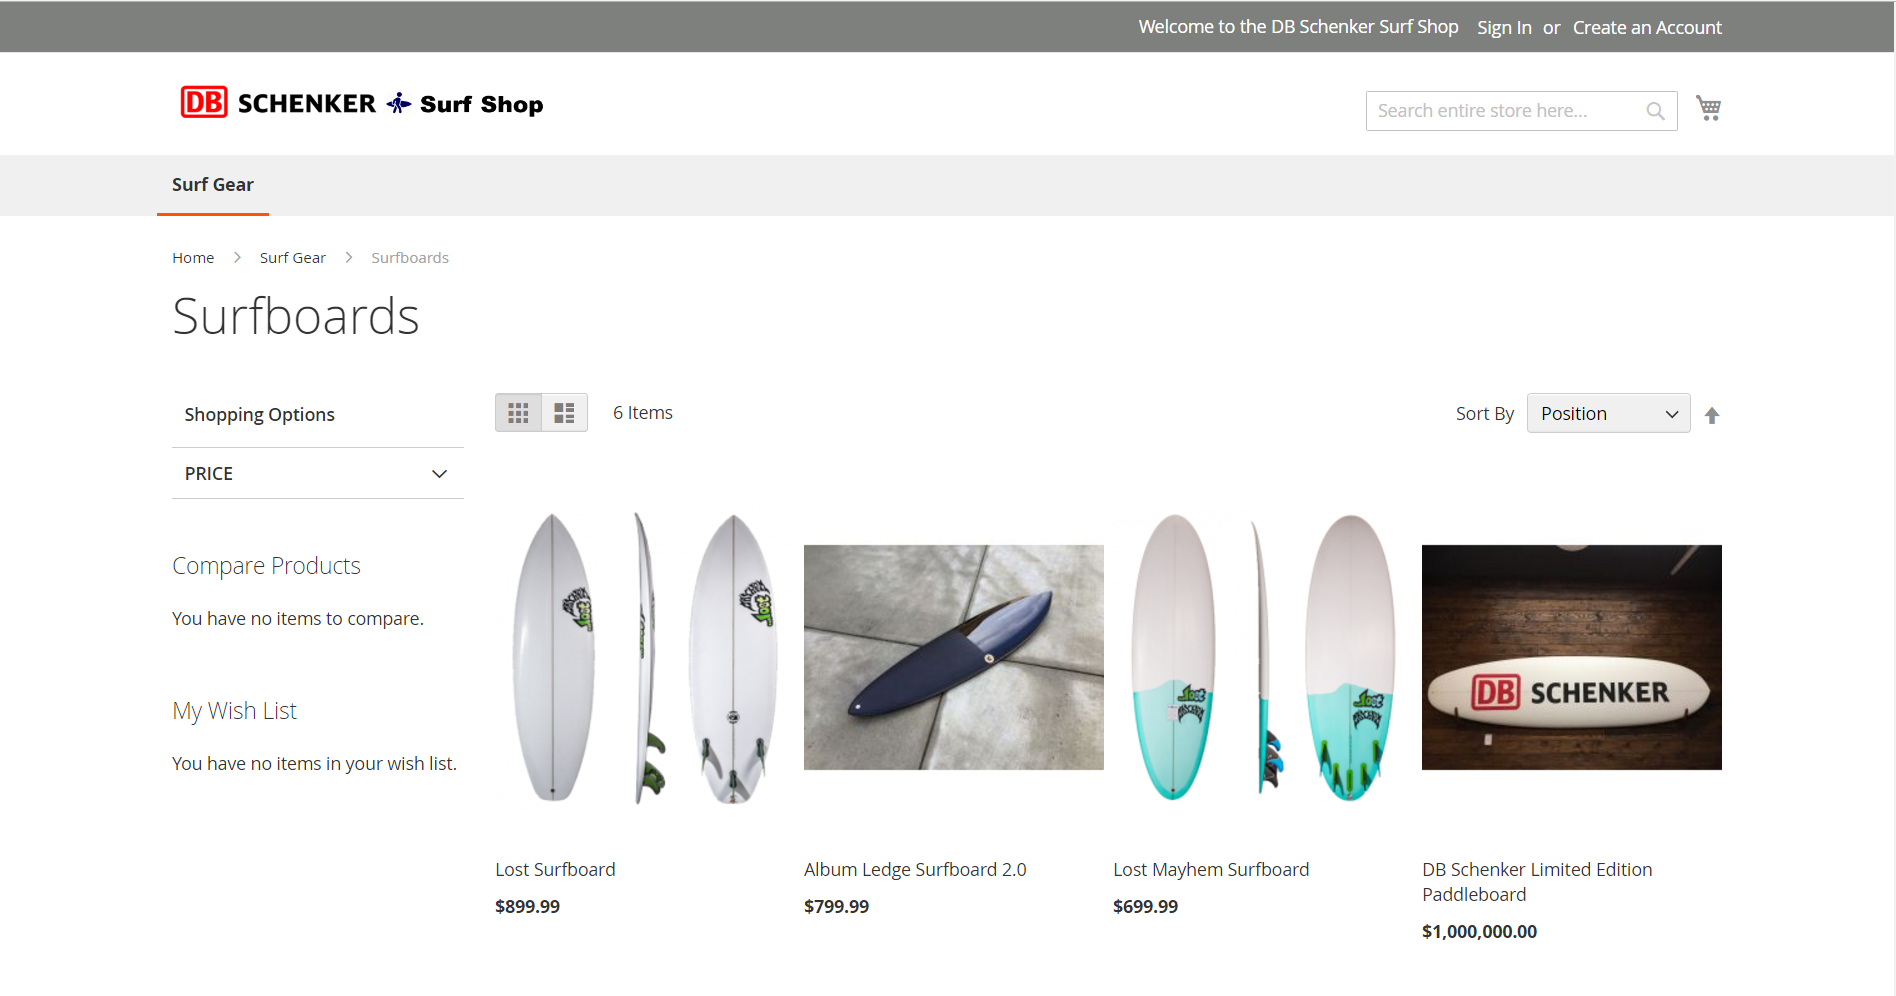 Welcome to the DB Schenker Surf Shop Sign In or Create an Account
DB SCHENKER Surf Shop
Search entire store here...
Surf Gear
Home Surf Gear Surfboards
Surfboards
Shopping Options
6 Items
Sort By Position
PRICE
Compare Products
You have no items to compare.
My Wish List
You have no items in your wish list.
Lost
Lost
DB SCHENKER
Lost Surfboard
$899.99
Album Ledge Surfboard 2.0
$799.99
Lost Mayhem Surfboard
$699.99
DB Schenker Limited Edition
Paddleboard
$1,000,000.00